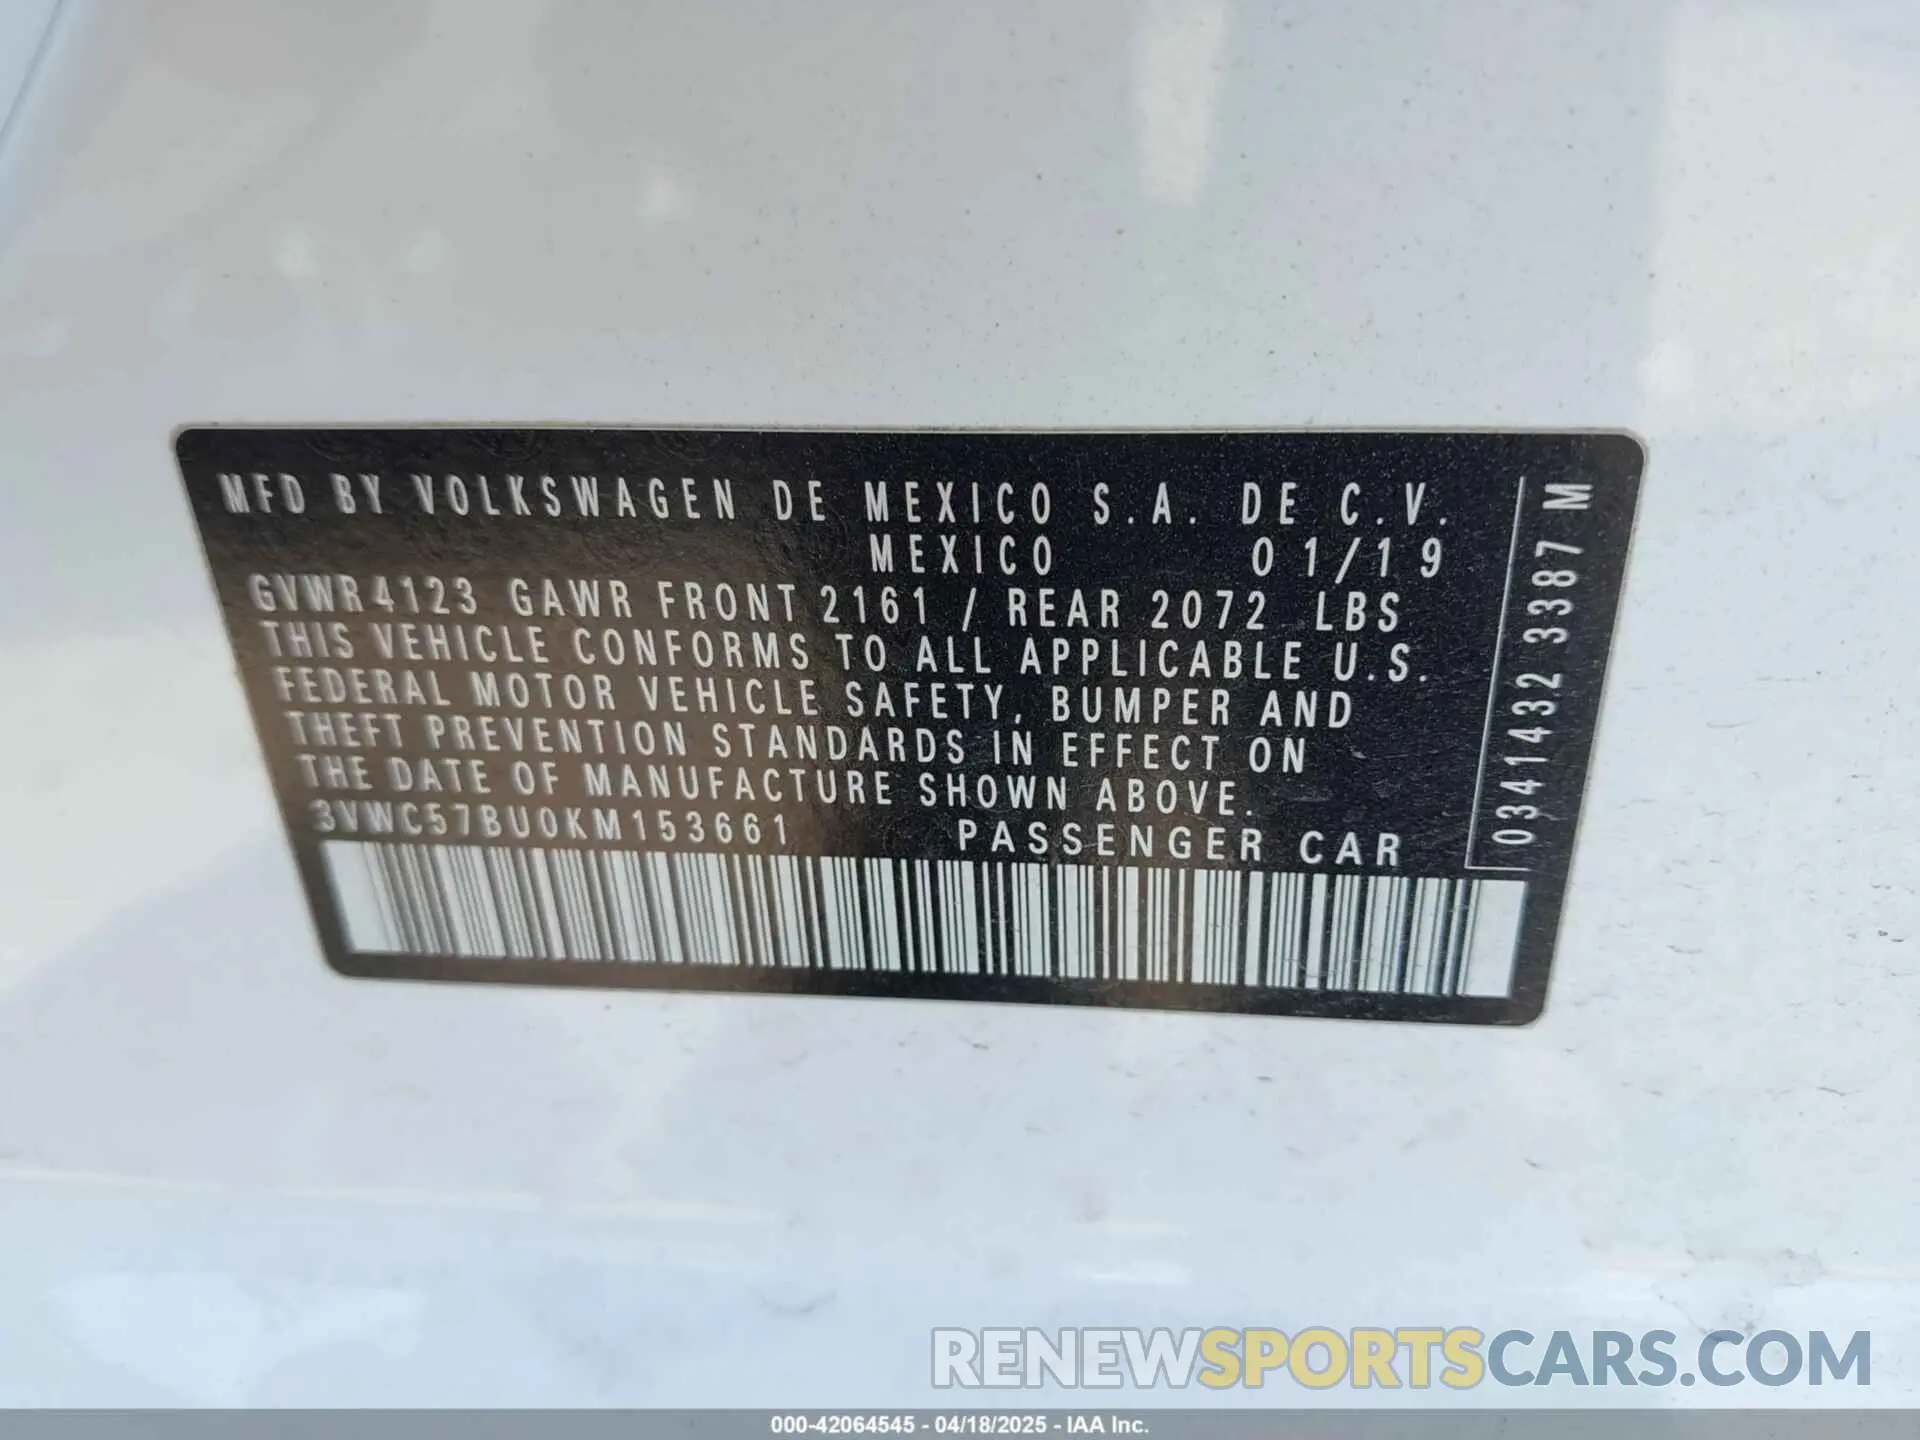 MFD BY VOLKSWAGEN DE MEXICO S.A. DE C.V.
MEXICO 01/19
GVWR 4123 GAWR FRONT 2161 / REAR 2072 LBS
THIS VEHICLE CONFORMS TO ALL APPLICABLE U.S.
FEDERAL MOTOR VEHICLE SAFETY, BUMPER AND
THEFT PREVENTION STANDARDS IN EFFECT ON
THE DATE OF MANUFACTURE SHOWN ABOVE.
3VWC57BU0KM153661 PASSENGER CAR
0341432 3387 M
RENEWSPORTSCARS.COM
000-42064545 - 04/18/2025 - IAA Inc.